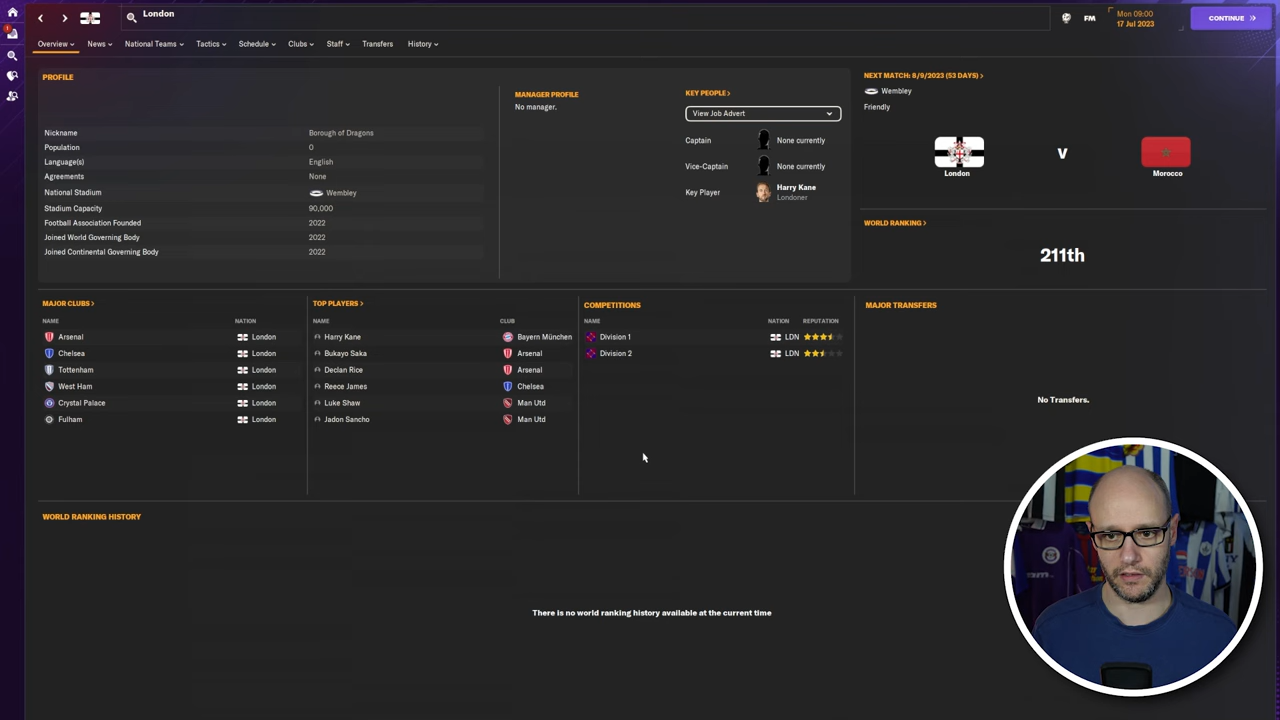 London
FM
Mon 09:00
17 Jul 2023
CONTINUE
Overview
News
National Teams
Tactics
Schedule
Clubs
Staff
Transfers
History
PROFILE
Nickname Borough of Dragons
Population 0
Language(s) English
Agreements None
National Stadium Wembley
Stadium Capacity 90,000
Football Association Founded 2022
Joined World Governing Body 2022
Joined Continental Governing Body 2022
MANAGER PROFILE
No manager.
KEY PEOPLE
View Job Advert
Captain None currently
Vice-Captain None currently
Key Player Harry Kane
Londoner
NEXT MATCH: 8/9/2023 (53 DAYS)
Wembley
Friendly
London V Morocco
WORLD RANKING
211th
MAJOR CLUBS
NAME NATION
Arsenal London
Chelsea London
Tottenham London
West Ham London
Crystal Palace London
Fulham London
TOP PLAYERS
NAME CLUB
Harry Kane Bayern München
Bukayo Saka Arsenal
Declan Rice Arsenal
Reece James Chelsea
Luke Shaw Man Utd
Jadon Sancho Man Utd
COMPETITIONS
NAME NATION REPUTATION
Division 1 LDN
Division 2 LDN
MAJOR TRANSFERS
No Transfers.
WORLD RANKING HISTORY
There is no world ranking history available at the current time